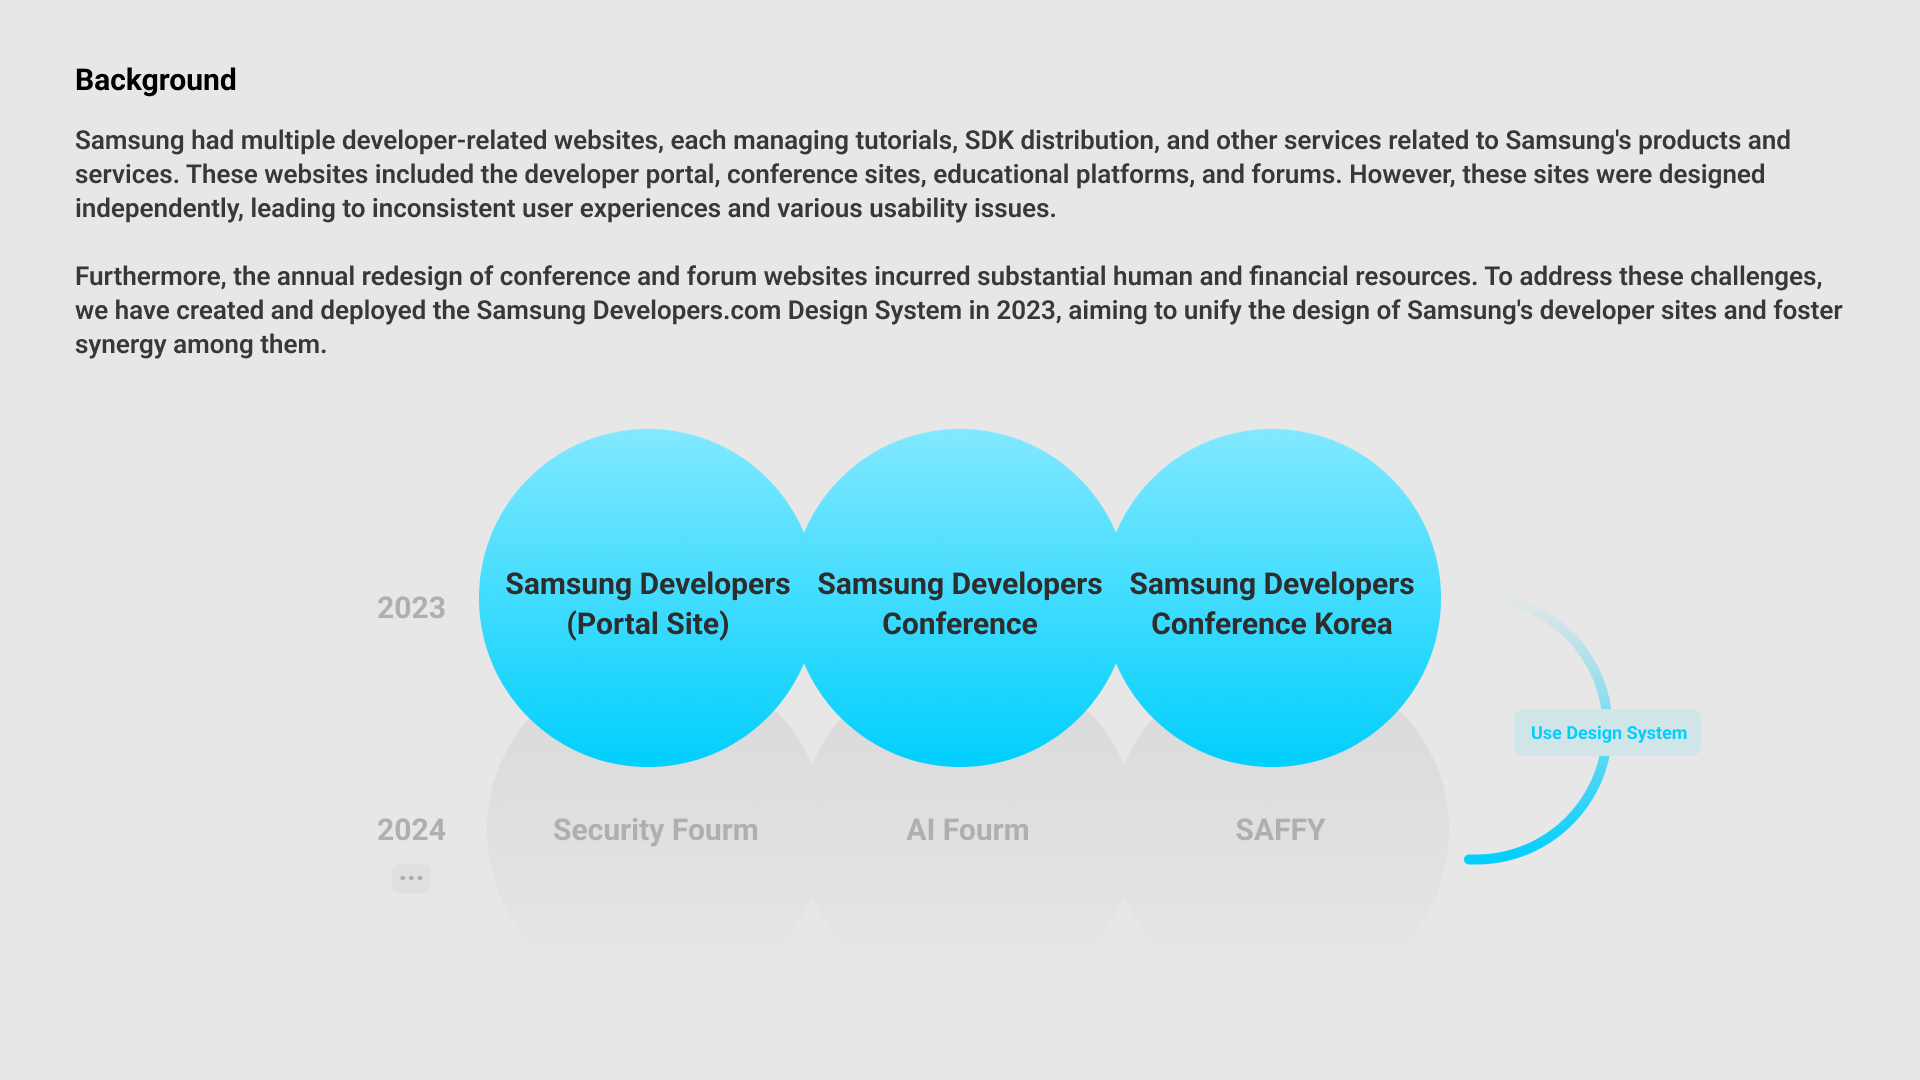 Background
Samsung had multiple developer-related websites, each managing tutorials, SDK distribution, and other services related to Samsung's products and
services. These websites included the developer portal, conference sites, educational platforms, and forums. However, these sites were designed
independently, leading to inconsistent user experiences and various usability issues.
Furthermore, the annual redesign of conference and forum websites incurred substantial human and financial resources. To address these challenges,
we have created and deployed the Samsung Developers.com Design System in 2023, aiming to unify the design of Samsung's developer sites and foster
synergy among them.
2023
Samsung Developers
(Portal Site)
Samsung Developers
Conference
Samsung Developers
Conference Korea
Use Design System
2024
Security Fourm
AI Fourm
SAFFY
...